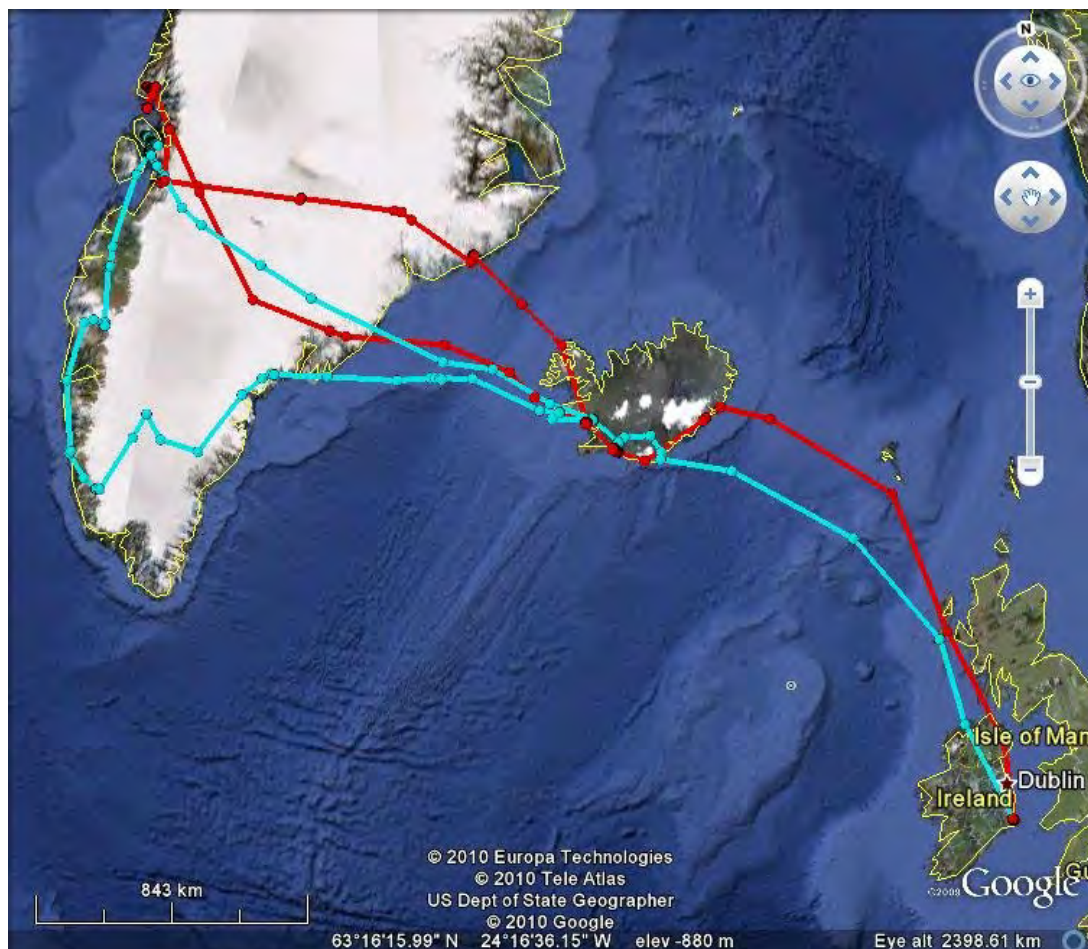 N
Isle of Man
Dublin
Ireland
© 2010 Europa Technologies
© 2010 Tele Atlas
US Dept of State Geographer
© 2010 Google
©2009 Google
843 km
63°16'15.99" N 24°16'36.15" W elev -880 m Eye alt 2398.61 km